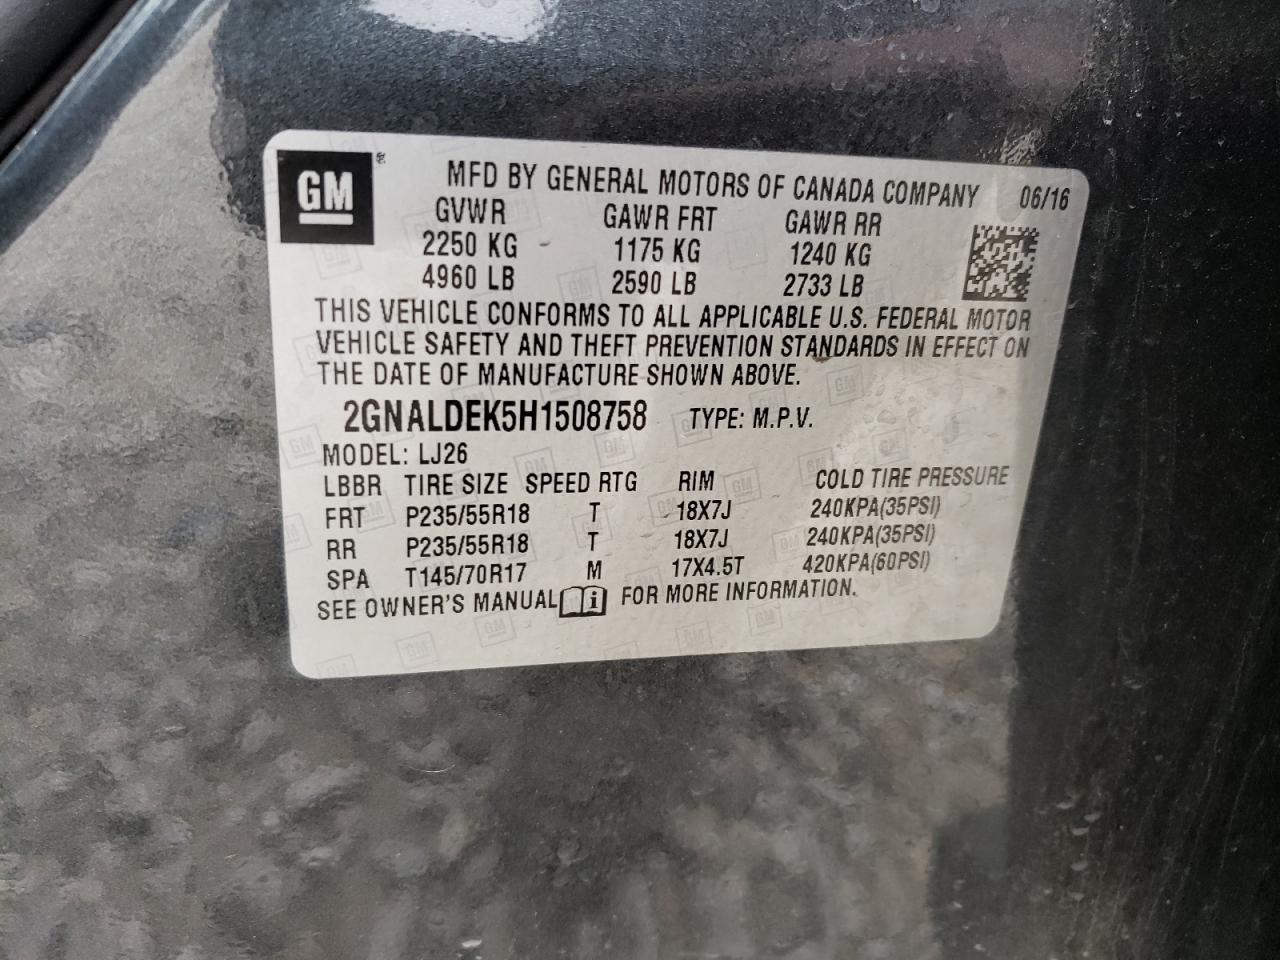 GM ®
MFD BY GENERAL MOTORS OF CANADA COMPANY 06/16
GVWR GAWR FRT GAWR RR
2250 KG 1175 KG 1240 KG
4960 LB 2590 LB 2733 LB
THIS VEHICLE CONFORMS TO ALL APPLICABLE U.S. FEDERAL MOTOR
VEHICLE SAFETY AND THEFT PREVENTION STANDARDS IN EFFECT ON
THE DATE OF MANUFACTURE SHOWN ABOVE.
2GNALDEK5H1508758 TYPE: M.P.V.
MODEL: LJ26
LBBR TIRE SIZE SPEED RTG RIM COLD TIRE PRESSURE
FRT P235/55R18 T 18X7J 240KPA(35PSI)
RR P235/55R18 T 18X7J 240KPA(35PSI)
SPA T145/70R17 M 17X4.5T 420KPA(60PSI)
SEE OWNER'S MANUAL i FOR MORE INFORMATION.